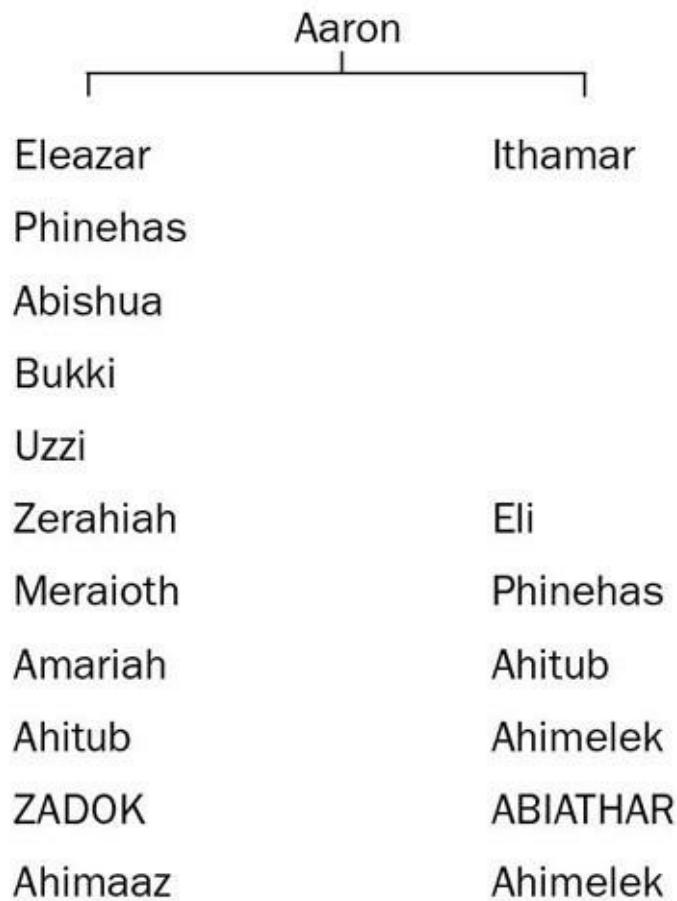 Aaron
Eleazar Ithamar
Phinehas
Abishua
Bukki
Uzzi
Zerahiah Eli
Meraioth Phinehas
Amariah Ahitub
Ahitub Ahimelek
ZADOK ABIATHAR
Ahimaaz Ahimelek